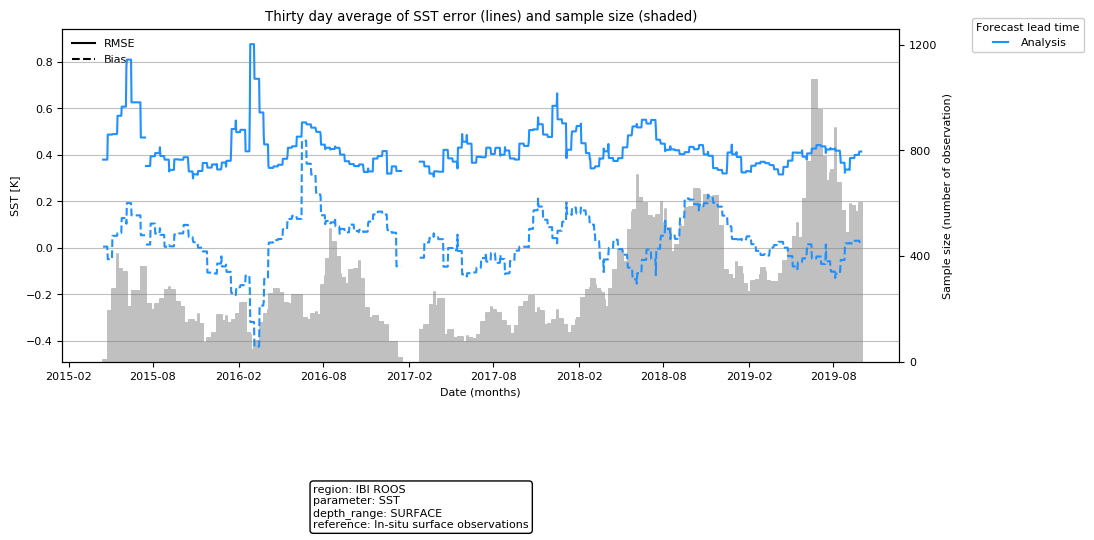 Thirty day average of SST error (lines) and sample size (shaded)
RMSE
Bias
Forecast lead time
Analysis
SST [K]
0.8
0.6
0.4
0.2
0.0
−0.2
−0.4
1200
800
400
0
Sample size (number of observation)
2015-02
2015-08
2016-02
2016-08
2017-02
2017-08
2018-02
2018-08
2019-02
2019-08
Date (months)
region: IBI ROOS
parameter: SST
depth_range: SURFACE
reference: In-situ surface observations